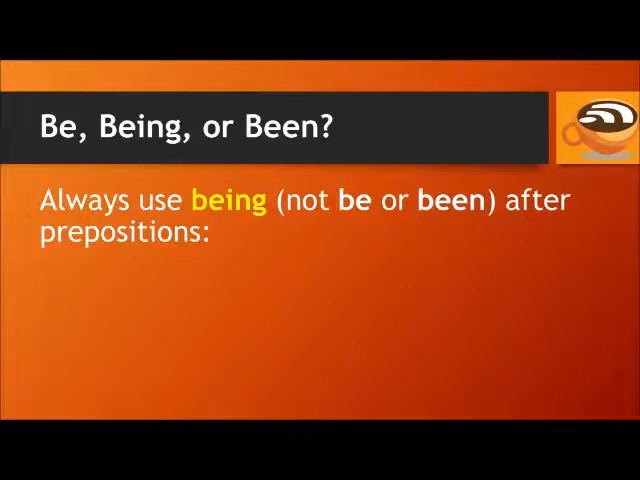 Be, Being, or Been?
Always use being (not be or been) after
prepositions: